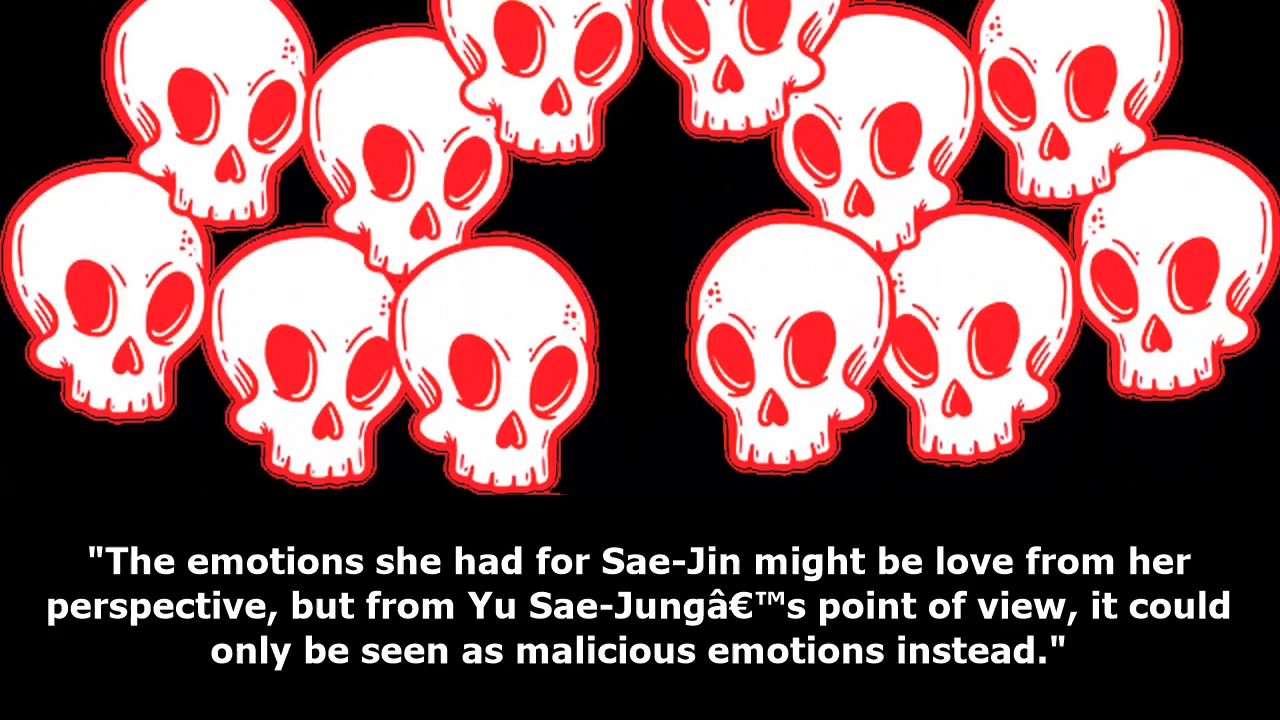 "The emotions she had for Sae-Jin might be love from her
perspective, but from Yu Sae-Jungâ€™s point of view, it could
only be seen as malicious emotions instead."